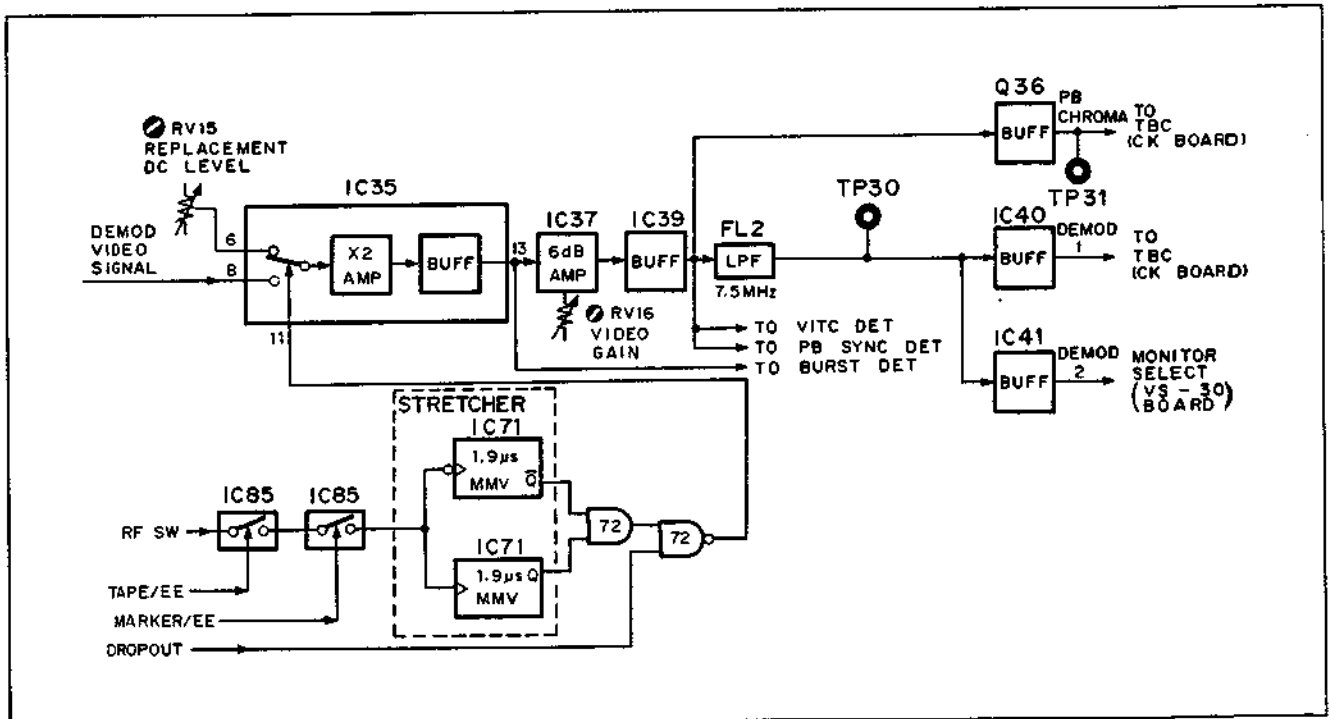 RV15
REPLACEMENT
DC LEVEL
IC35
DEMOD
VIDEO
SIGNAL
6
8
11
X2
AMP
BUFF
13
IC37
6dB
AMP
RV16
VIDEO
GAIN
IC39
BUFF
FL2
LPF
7.5MHz
TO VITC DET
TO PB SYNC DET
TO BURST DET
TP30
Q36
BUFF
PB
CHROMA
TO
TBC
(CK BOARD)
TP31
IC40
BUFF
DEMOD
1
TO
TBC
(CK BOARD)
IC41
BUFF
DEMOD
2
MONITOR
SELECT
(VS-30
BOARD)
STRETCHER
IC71
1.9μs
MMV
Q̅
IC71
1.9μs Q
MMV
72
72
IC85
IC85
RF SW
TAPE/EE
MARKER/EE
DROPOUT